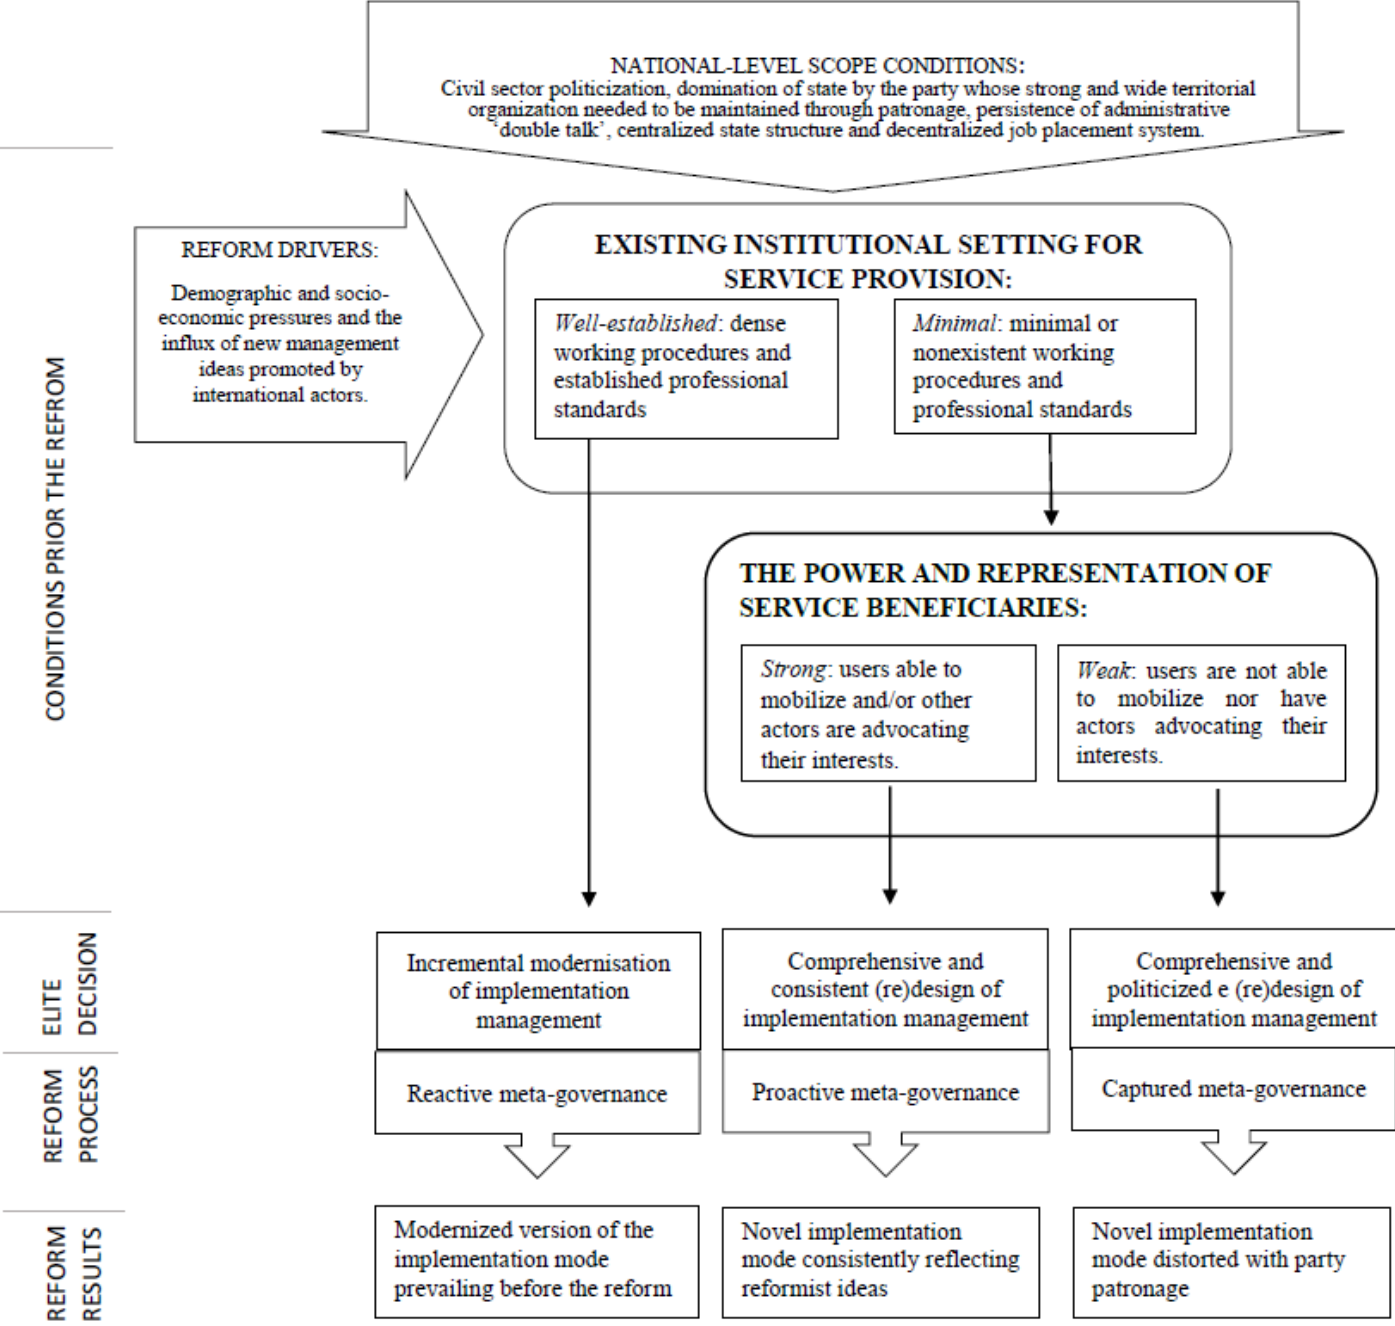 NATIONAL-LEVEL SCOPE CONDITIONS:
Civil sector politicization, domination of state by the party whose strong and wide territorial
organization needed to be maintained through patronage, persistence of administrative
‘double talk’, centralized state structure and decentralized job placement system.
CONDITIONS PRIOR THE REFROM
REFORM DRIVERS:
Demographic and socio-
economic pressures and the
influx of new management
ideas promoted by
international actors.
EXISTING INSTITUTIONAL SETTING FOR
SERVICE PROVISION:
Well-established: dense
working procedures and
established professional
standards
Minimal: minimal or
nonexistent working
procedures and
professional standards
THE POWER AND REPRESENTATION OF
SERVICE BENEFICIARIES:
Strong: users able to
mobilize and/or other
actors are advocating
their interests.
Weak: users are not able
to mobilize nor have
actors advocating their
interests.
ELITE
DECISION
Incremental modernisation
of implementation
management
Comprehensive and
consistent (re)design of
implementation management
Comprehensive and
politicized e (re)design of
implementation management
REFORM
PROCESS
Reactive meta-governance
Proactive meta-governance
Captured meta-governance
REFORM
RESULTS
Modernized version of the
implementation mode
prevailing before the reform
Novel implementation
mode consistently reflecting
reformist ideas
Novel implementation
mode distorted with party
patronage